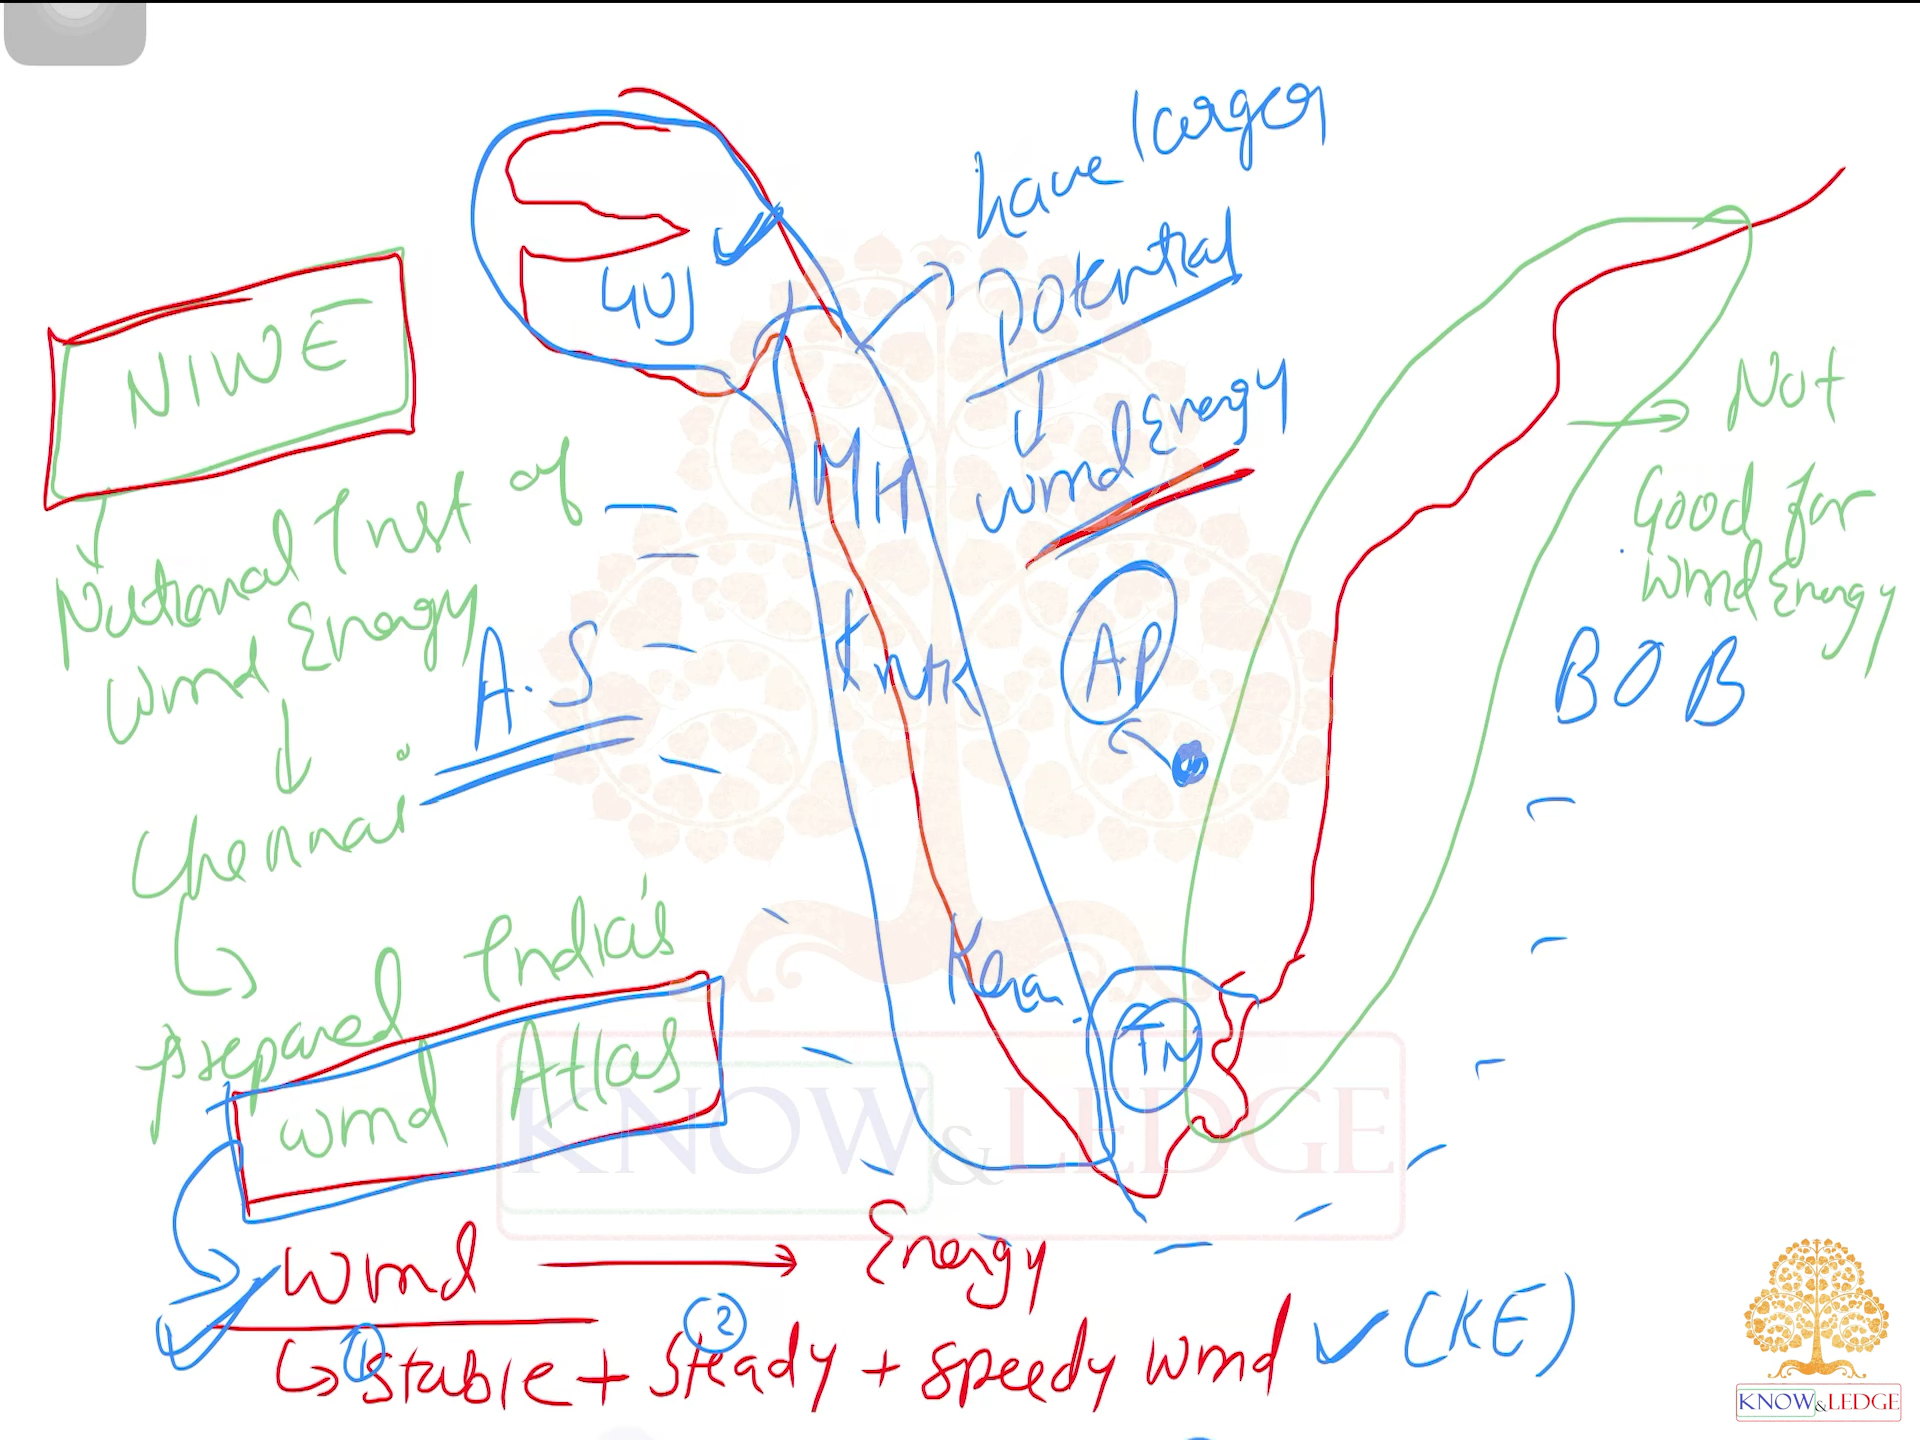 have larger
potential
wind Energy
GUJ
NIWE
National Inst of
Wind Energy
Chennai
prepared India's
Wind Atlas
A.S
MH
Kntk
Kera
AP
TN
Not
Good for
Wind Energy
BOB
Wind Energy
① Stable + ② Steady + Speedy Wind (KE)
KNOW&LEDGE
KNOW&LEDGE